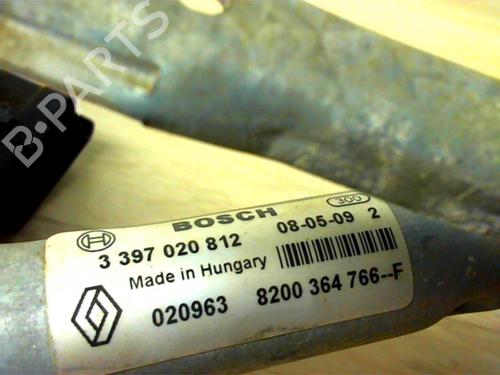 B-PARTS
300
BOSCH
3 397 020 812 08-05-09 2
Made in Hungary
020963 8200 364 766--F